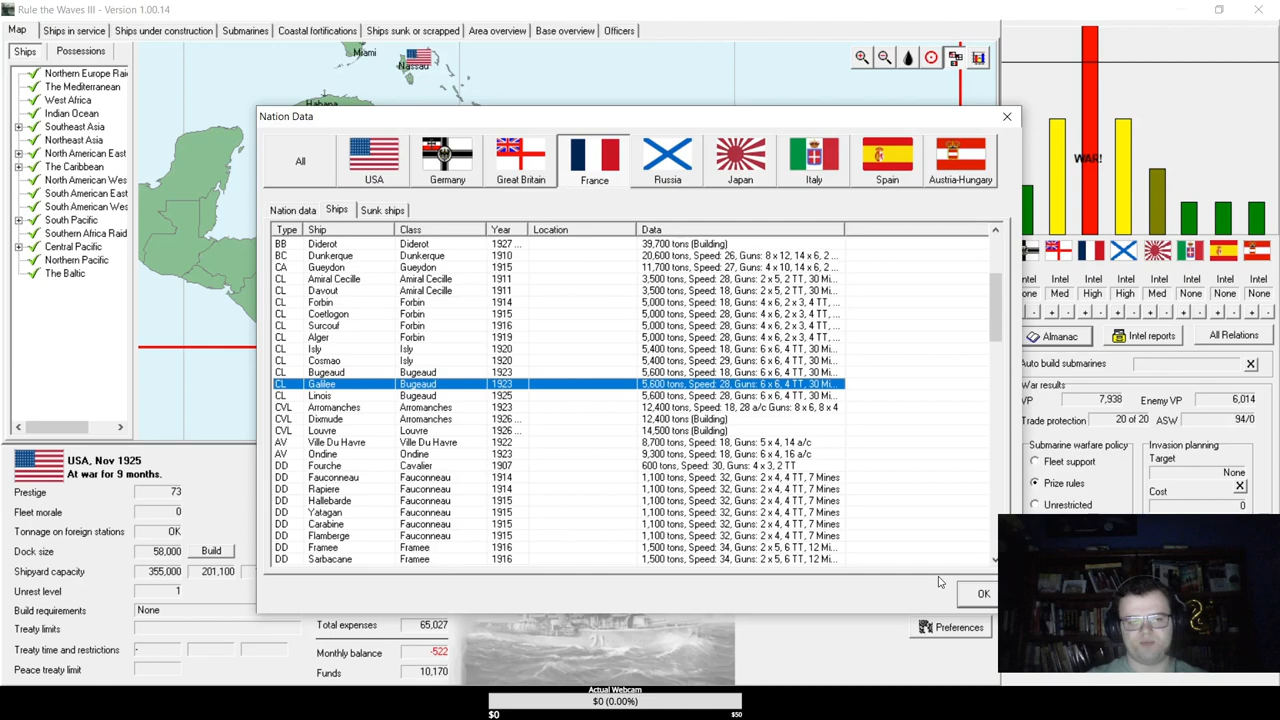 Rule the Waves III - Version 1.00.14
Map
Ships in service
Ships under construction
Submarines
Coastal fortifications
Ships sunk or scrapped
Area overview
Base overview
Officers
Ships
Possessions
Northern Europe Rai
The Mediterranean
West Africa
Indian Ocean
Southeast Asia
Northeast Asia
North American East
The Caribbean
North American Wes
South American East
South American Wes
South Pacific
Southern Africa Raid
Central Pacific
Northern Pacific
The Baltic
Miami
Nassau
Habana
Nation Data
All
USA
Germany
Great Britain
France
Russia
Japan
Italy
Spain
Austria-Hungary
Nation data
Ships
Sunk ships
Type Ship Class Year Location Data
BB Diderot Diderot 1927 ... 39,700 tons (Building)
BC Dunkerque Dunkerque 1910 20,600 tons, Speed: 26, Guns: 8 x 12, 14 x 6, 2 ...
CA Gueydon Gueydon 1915 11,700 tons, Speed: 27, Guns: 4 x 10, 14 x 6, ...
CL Amiral Cecille Amiral Cecille 1911 3,500 tons, Speed: 28, Guns: 2 x 5, 2 TT, 30 Mi...
CL Davout Amiral Cecille 1911 3,500 tons, Speed: 28, Guns: 2 x 5, 2 TT, 30 Mi...
CL Forbin Forbin 1914 5,000 tons, Speed: 28, Guns: 4 x 6, 2 x 3, 4 TT, ...
CL Coetlogon Forbin 1915 5,000 tons, Speed: 28, Guns: 4 x 6, 2 x 3, 4 TT, ...
CL Surcouf Forbin 1916 5,000 tons, Speed: 28, Guns: 4 x 6, 2 x 3, 4 TT, ...
CL Alger Forbin 1919 5,000 tons, Speed: 28, Guns: 4 x 6, 2 x 3, 4 TT, ...
CL Isly Isly 1920 5,400 tons, Speed: 18, Guns: 6 x 6, 4 TT, 30 Mi...
CL Cosmao Isly 1920 5,400 tons, Speed: 29, Guns: 6 x 6, 4 TT, 30 Mi...
CL Bugeaud Bugeaud 1923 5,600 tons, Speed: 18, Guns: 6 x 6, 4 TT, 30 Mi...
CL Galilee Bugeaud 1923 5,600 tons, Speed: 28, Guns: 6 x 6, 4 TT, 30 Mi...
CL Linois Bugeaud 1925 5,600 tons, Speed: 28, Guns: 6 x 6, 4 TT, 30 Mi...
CVL Arromanches Arromanches 1923 12,400 tons, Speed: 18, 28 a/c Guns: 8 x 6, 8 x 4
CVL Dixmude Arromanches 1926 ... 12,400 tons (Building)
CVL Louvre Arromanches 1926 ... 14,500 tons (Building)
AV Ville Du Havre Ville Du Havre 1922 8,700 tons, Speed: 18, Guns: 5 x 4, 14 a/c
AV Ondine Ondine 1923 9,300 tons, Speed: 18, Guns: 6 x 4, 14 a/c
DD Fourche Cavalier 1907 600 tons, Speed: 30, Guns: 4 x 3, 2 TT
DD Fauconneau Fauconneau 1914 1,100 tons, Speed: 32, Guns: 2 x 4, 4 TT, 7 Mines
DD Rapiere Fauconneau 1914 1,100 tons, Speed: 32, Guns: 2 x 4, 4 TT, 7 Mines
DD Hallebarde Fauconneau 1915 1,100 tons, Speed: 32, Guns: 2 x 4, 4 TT, 7 Mines
DD Yatagan Fauconneau 1915 1,100 tons, Speed: 32, Guns: 2 x 4, 4 TT, 7 Mines
DD Carabine Fauconneau 1915 1,100 tons, Speed: 32, Guns: 2 x 4, 4 TT, 7 Mines
DD Flamberge Fauconneau 1915 1,100 tons, Speed: 32, Guns: 2 x 4, 4 TT, 7 Mines
DD Framee Framee 1916 1,500 tons, Speed: 34, Guns: 2 x 5, 6 TT, 12 Mi...
DD Sarbacane Framee 1916 1,500 tons, Speed: 34, Guns: 2 x 5, 6 TT, 12 Mi...
OK
WAR!
Intel Intel Intel Intel Intel Intel Intel Intel
None Med High High Med None None None
Almanac
Intel reports
All Relations
Auto build submarines X
War results
VP 7,938 Enemy VP 6,014
Trade protection 20 of 20 ASW 94/0
Submarine warfare policy
Fleet support
Prize rules
Unrestricted
Invasion planning
Target
None
Cost X
0
USA, Nov 1925
At war for 9 months.
Prestige 73
Fleet morale 0
Tonnage on foreign stations OK
Dock size 58,000 Build
Shipyard capacity 355,000 201,100
Unrest level 1
Build requirements None
Treaty limits
Treaty time and restrictions -
Peace treaty limit
Total expenses 65,027
Monthly balance -522
Funds 10,170
Preferences
Actual Webcam
$0 (0.00%)
$0 $50